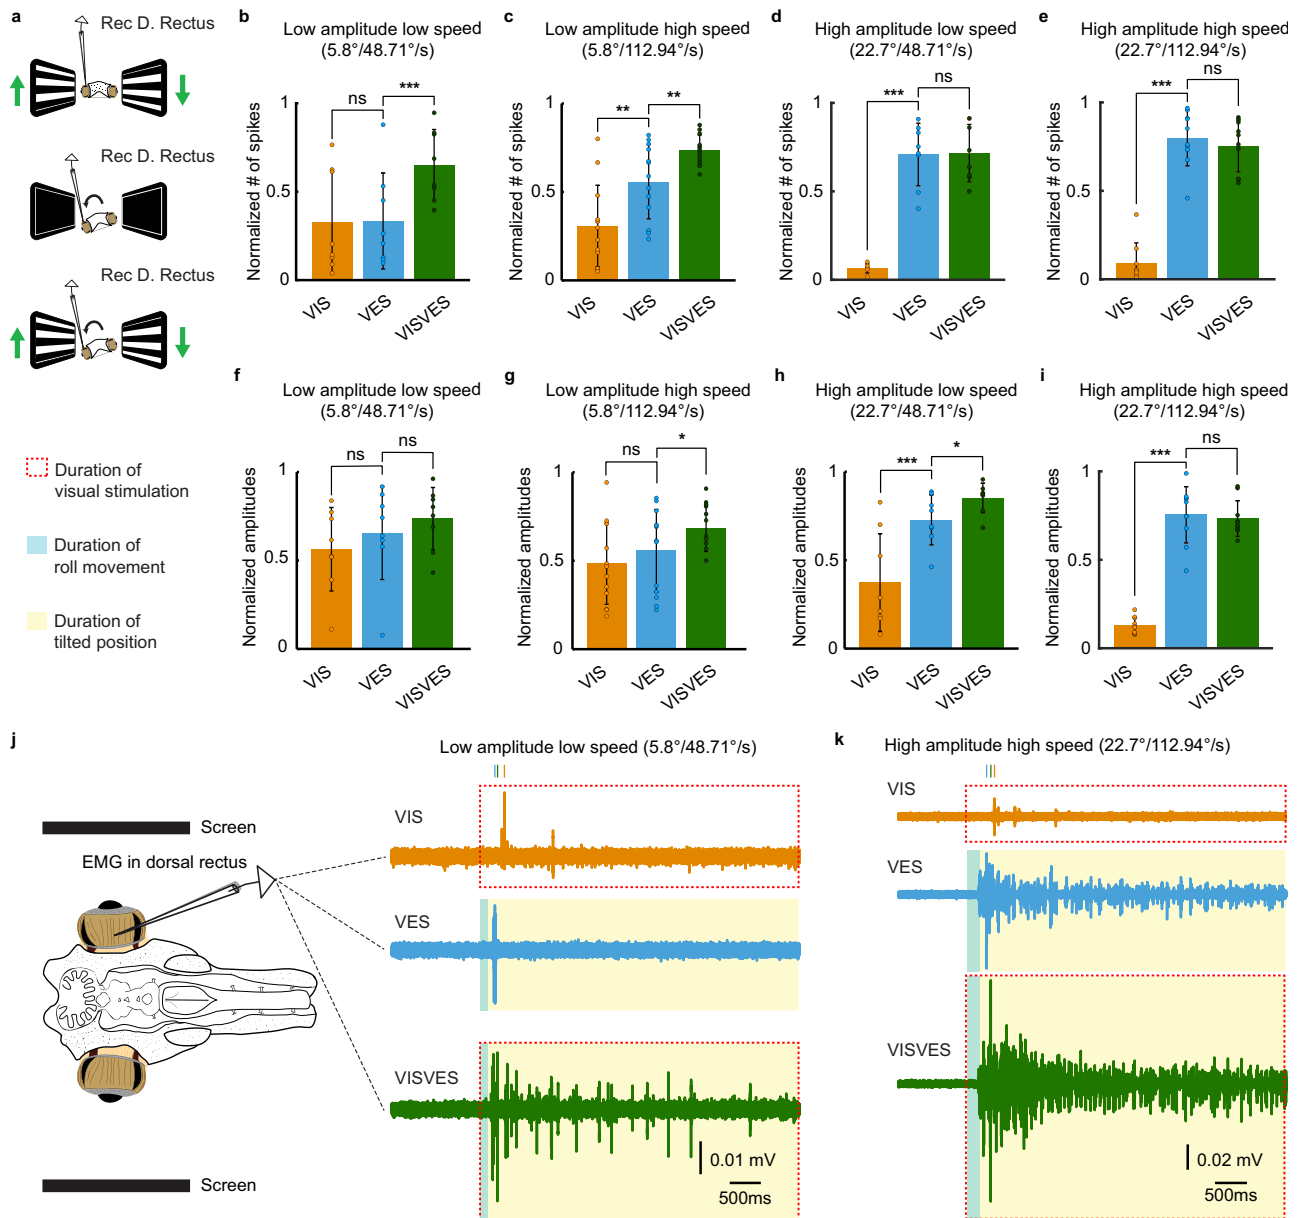 a
Rec D. Rectus
Rec D. Rectus
Rec D. Rectus
Duration of
visual stimulation
Duration of
roll movement
Duration of
tilted position
b
Low amplitude low speed
(5.8°/48.71°/s)
ns
***
Normalized # of spikes
1
0.5
0
VIS
VES
VISVES
c
Low amplitude high speed
(5.8°/112.94°/s)
**
**
Normalized # of spikes
1
0.5
0
VIS
VES
VISVES
d
High amplitude low speed
(22.7°/48.71°/s)
***
ns
Normalized # of spikes
1
0.5
0
VIS
VES
VISVES
e
High amplitude high speed
(22.7°/112.94°/s)
***
ns
Normalized # of spikes
1
0.5
0
VIS
VES
VISVES
f
Low amplitude low speed
(5.8°/48.71°/s)
ns
ns
Normalized amplitudes
1
0.5
0
VIS
VES
VISVES
g
Low amplitude high speed
(5.8°/112.94°/s)
ns
*
Normalized amplitudes
1
0.5
0
VIS
VES
VISVES
h
High amplitude low speed
(22.7°/48.71°/s)
***
*
Normalized amplitudes
1
0.5
0
VIS
VES
VISVES
i
High amplitude high speed
(22.7°/112.94°/s)
***
ns
Normalized amplitudes
1
0.5
0
VIS
VES
VISVES
j
Low amplitude low speed (5.8°/48.71°/s)
Screen
EMG in dorsal rectus
Screen
VIS
VES
VISVES
0.01 mV
500ms
k
High amplitude high speed (22.7°/112.94°/s)
VIS
VES
VISVES
0.02 mV
500ms